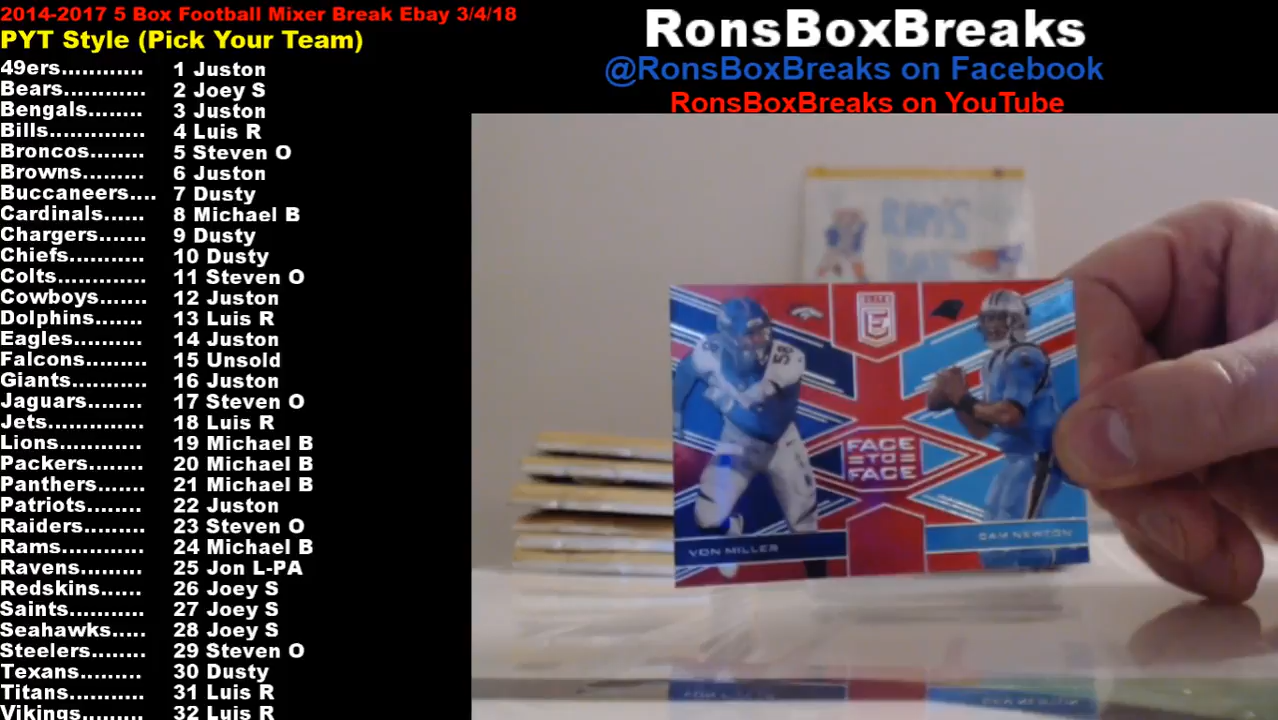 2014-2017 5 Box Football Mixer Break Ebay 3/4/18
PYT Style (Pick Your Team)
49ers............ 1 Juston
Bears............ 2 Joey S
Bengals........ 3 Juston
Bills.............. 4 Luis R
Broncos........ 5 Steven O
Browns......... 6 Juston
Buccaneers.... 7 Dusty
Cardinals...... 8 Michael B
Chargers....... 9 Dusty
Chiefs........... 10 Dusty
Colts............. 11 Steven O
Cowboys....... 12 Juston
Dolphins........ 13 Luis R
Eagles........... 14 Juston
Falcons......... 15 Unsold
Giants........... 16 Juston
Jaguars........ 17 Steven O
Jets............... 18 Luis R
Lions............. 19 Michael B
Packers........ 20 Michael B
Panthers....... 21 Michael B
Patriots......... 22 Juston
Raiders......... 23 Steven O
Rams............ 24 Michael B
Ravens......... 25 Jon L-PA
Redskins...... 26 Joey S
Saints........... 27 Joey S
Seahawks..... 28 Joey S
Steelers........ 29 Steven O
Texans......... 30 Dusty
Titans........... 31 Luis R
Vikings......... 32 Luis R
RonsBoxBreaks
@RonsBoxBreaks on Facebook
RonsBoxBreaks on YouTube
E
FACE
TO
FACE
VON MILLER
CAM NEWTON